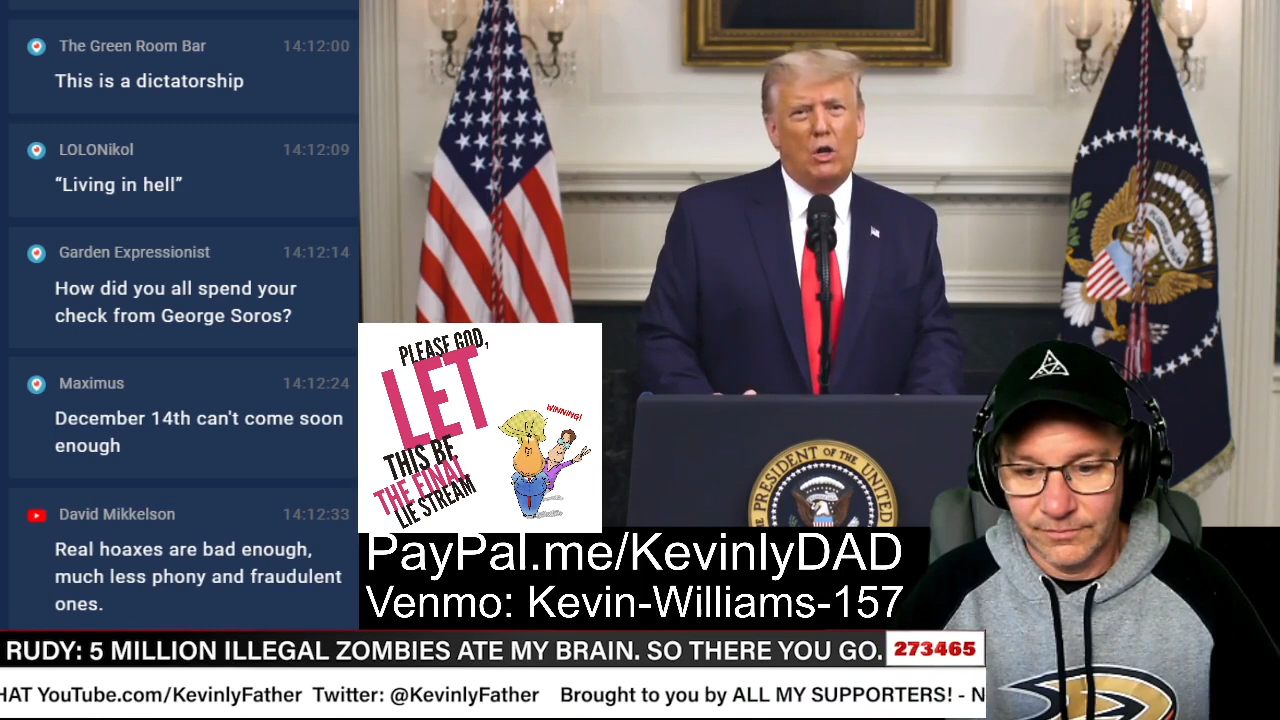 The Green Room Bar 14:12:00
This is a dictatorship
LOLONikol 14:12:09
“Living in hell”
Garden Expressionist 14:12:14
How did you all spend your
check from George Soros?
Maximus 14:12:24
December 14th can't come soon
enough
David Mikkelson 14:12:33
Real hoaxes are bad enough,
much less phony and fraudulent
ones.
PLEASE GOD,
LET
THIS BE
THE FINAL
LIE STREAM
WINNING!
PRESIDENT OF THE UNITED
PayPal.me/KevinlyDAD
Venmo: Kevin-Williams-157
RUDY: 5 MILLION ILLEGAL ZOMBIES ATE MY BRAIN. SO THERE YOU GO. 273465
HAT YouTube.com/KevinlyFather Twitter: @KevinlyFather Brought to you by ALL MY SUPPORTERS! - N